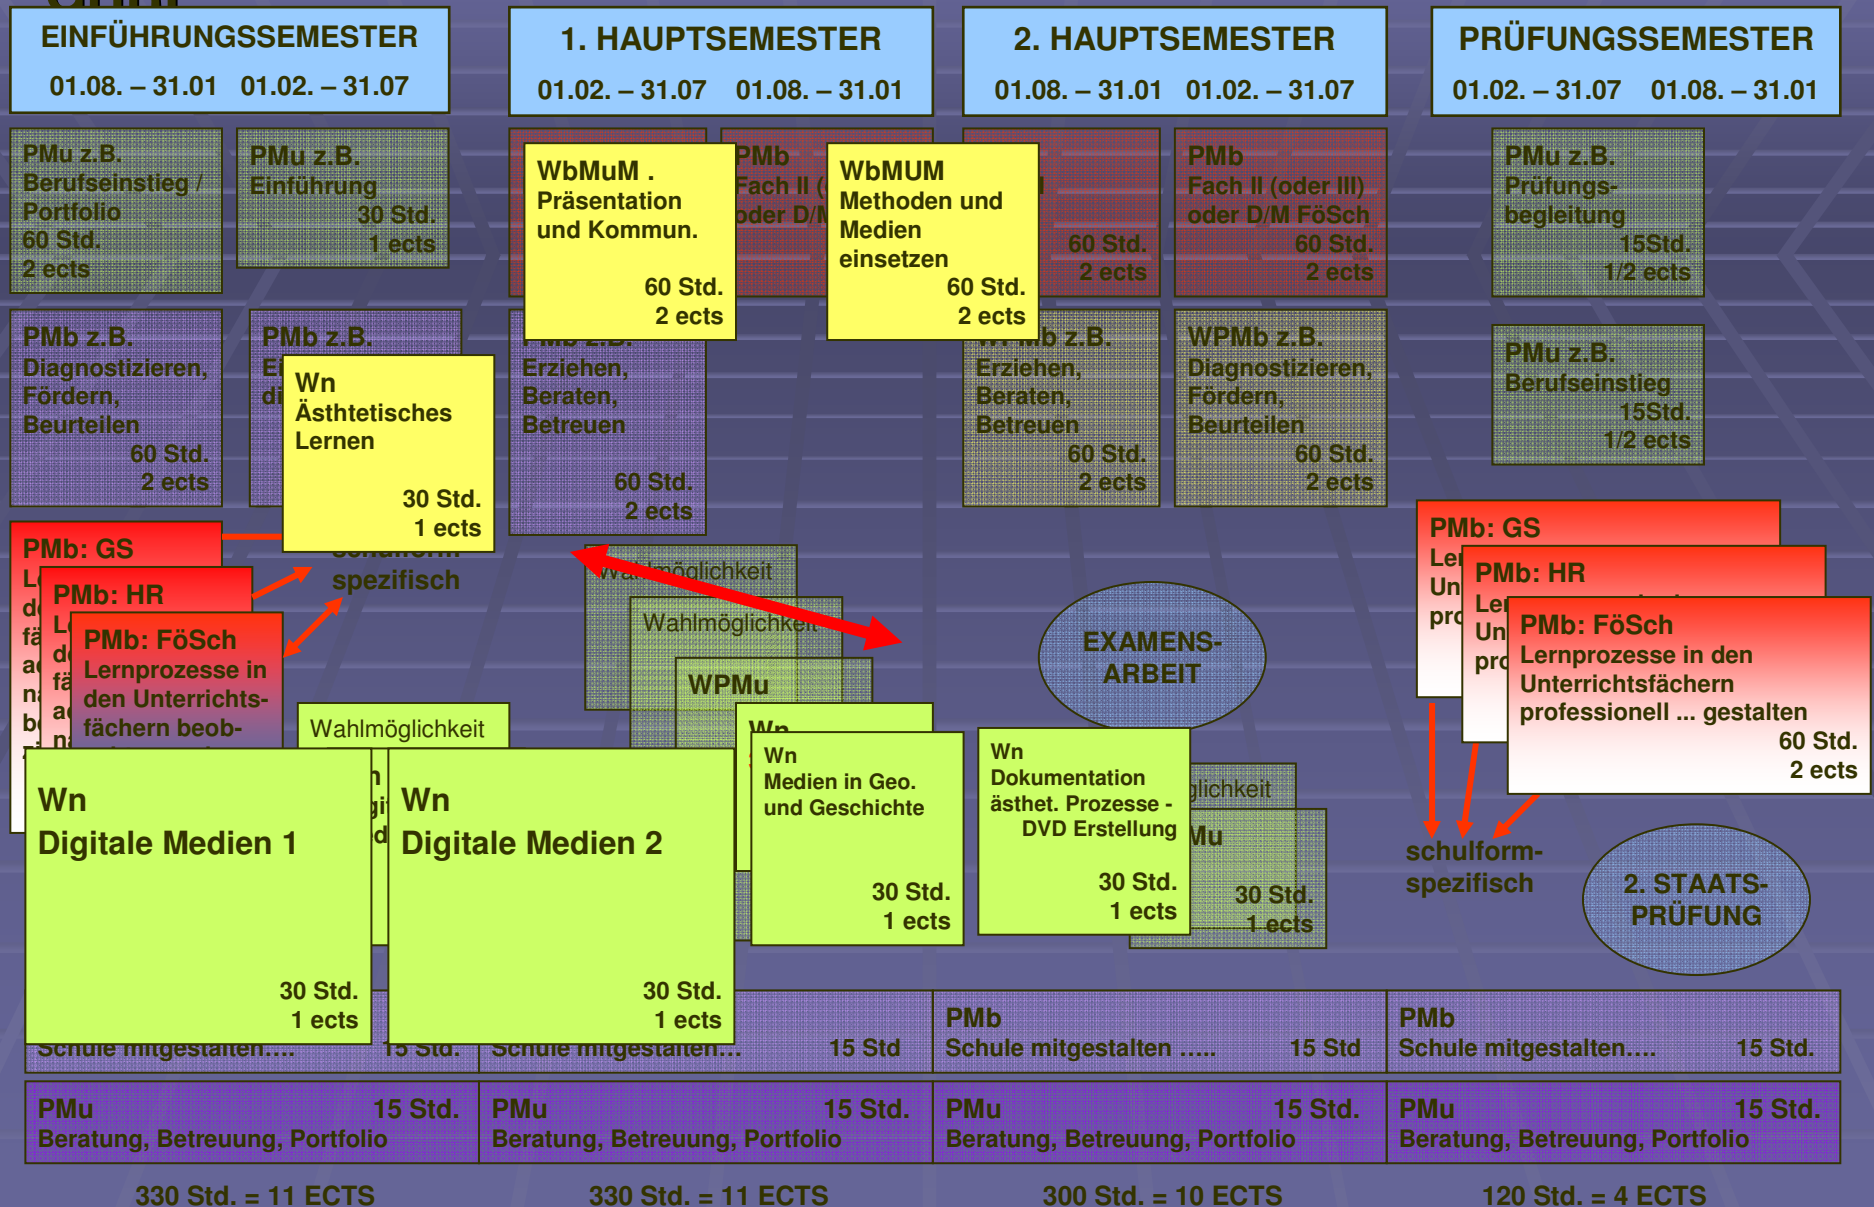 EINFÜHRUNGSSEMESTER
01.08. – 31.01 01.02. – 31.07
1. HAUPTSEMESTER
01.02. – 31.07 01.08. – 31.01
2. HAUPTSEMESTER
01.08. – 31.01 01.02. – 31.07
PRÜFUNGSSEMESTER
01.02. – 31.07 01.08. – 31.01
PMu z.B.
Berufseinstieg /
Portfolio
60 Std.
2 ects
PMu z.B.
Einführung
30 Std.
1 ects
WbMuM .
Präsentation
und Kommun.
60 Std.
2 ects
PMb
Fach II
oder D/M
WbMUM
Methoden und
Medien
einsetzen
60 Std.
2 ects
60 Std.
2 ects
PMb
Fach II (oder III)
oder D/M FöSch
60 Std.
2 ects
PMu z.B.
Prüfungs-
begleitung
15Std.
1/2 ects
PMb z.B.
Diagnostizieren,
Fördern,
Beurteilen
60 Std.
2 ects
PMb z.B.
Wn
Ästhtetisches
Lernen
30 Std.
1 ects
PMb z.B.
Erziehen,
Beraten,
Betreuen
60 Std.
2 ects
WPMb z.B.
Erziehen,
Beraten,
Betreuen
60 Std.
2 ects
WPMb z.B.
Diagnostizieren,
Fördern,
Beurteilen
60 Std.
2 ects
PMu z.B.
Berufseinstieg
15Std.
1/2 ects
PMb: GS
PMb: HR
PMb: FöSch
Lernprozesse in
den Unterrichts-
fächern beob-
schulform-
spezifisch
Wahlmöglichkeit
Wahlmöglichkeit
Wahlmöglichkeit
WPMu
EXAMENS-
ARBEIT
PMb: GS
PMb: HR
PMb: FöSch
Lernprozesse in den
Unterrichtsfächern
professionell ... gestalten
60 Std.
2 ects
Wn
Digitale Medien 1
30 Std.
1 ects
Wn
Digitale Medien 2
30 Std.
1 ects
Wn
Wn
Medien in Geo.
und Geschichte
30 Std.
1 ects
Wn
Dokumentation
ästhet. Prozesse -
DVD Erstellung
30 Std.
1 ects
30 Std.
1 ects
schulform-
spezifisch
2. STAATS-
PRÜFUNG
Schule mitgestalten…. 15 Std.
Schule mitgestalten… 15 Std
PMb
Schule mitgestalten ….. 15 Std
PMb
Schule mitgestalten…. 15 Std.
PMu 15 Std.
Beratung, Betreuung, Portfolio
PMu 15 Std.
Beratung, Betreuung, Portfolio
PMu 15 Std.
Beratung, Betreuung, Portfolio
PMu 15 Std.
Beratung, Betreuung, Portfolio
330 Std. = 11 ECTS
330 Std. = 11 ECTS
300 Std. = 10 ECTS
120 Std. = 4 ECTS